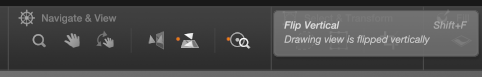 Navigate & View
Flip Vertical Shift+F
Drawing view is flipped vertically